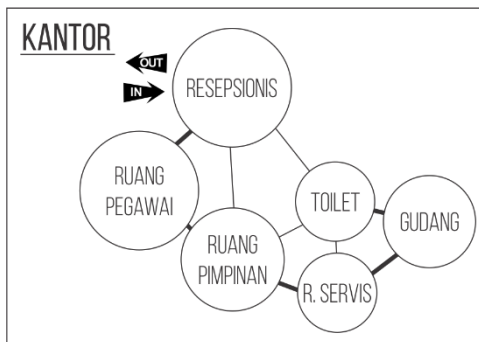 KANTOR
OUT
IN
RESEPSIONIS
RUANG
PEGAWAI
TOILET
GUDANG
RUANG
PIMPINAN
R. SERVIS